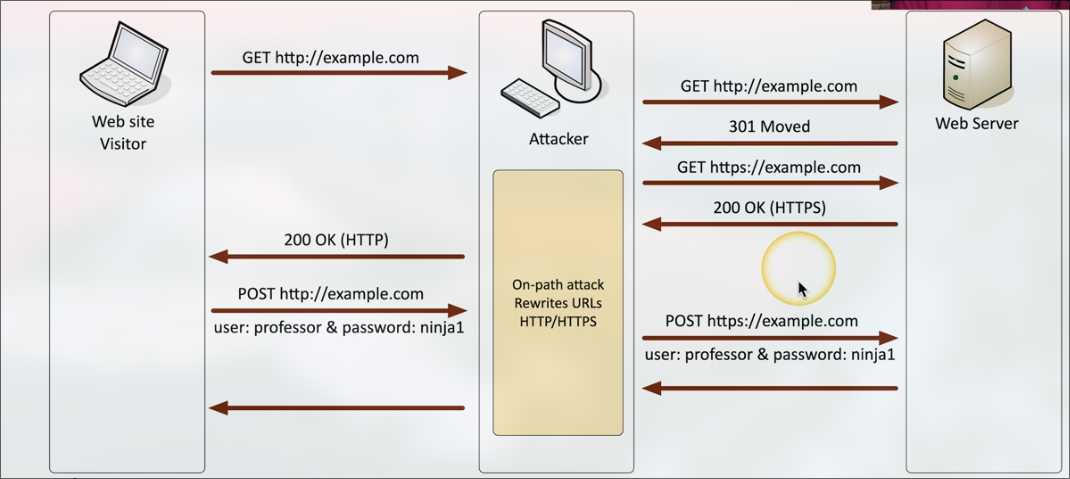 Web site
Visitor
GET http://example.com
Attacker
GET http://example.com
Web Server
301 Moved
GET https://example.com
200 OK (HTTPS)
200 OK (HTTP)
On-path attack
Rewrites URLs
HTTP/HTTPS
POST http://example.com
user: professor & password: ninja1
POST https://example.com
user: professor & password: ninja1